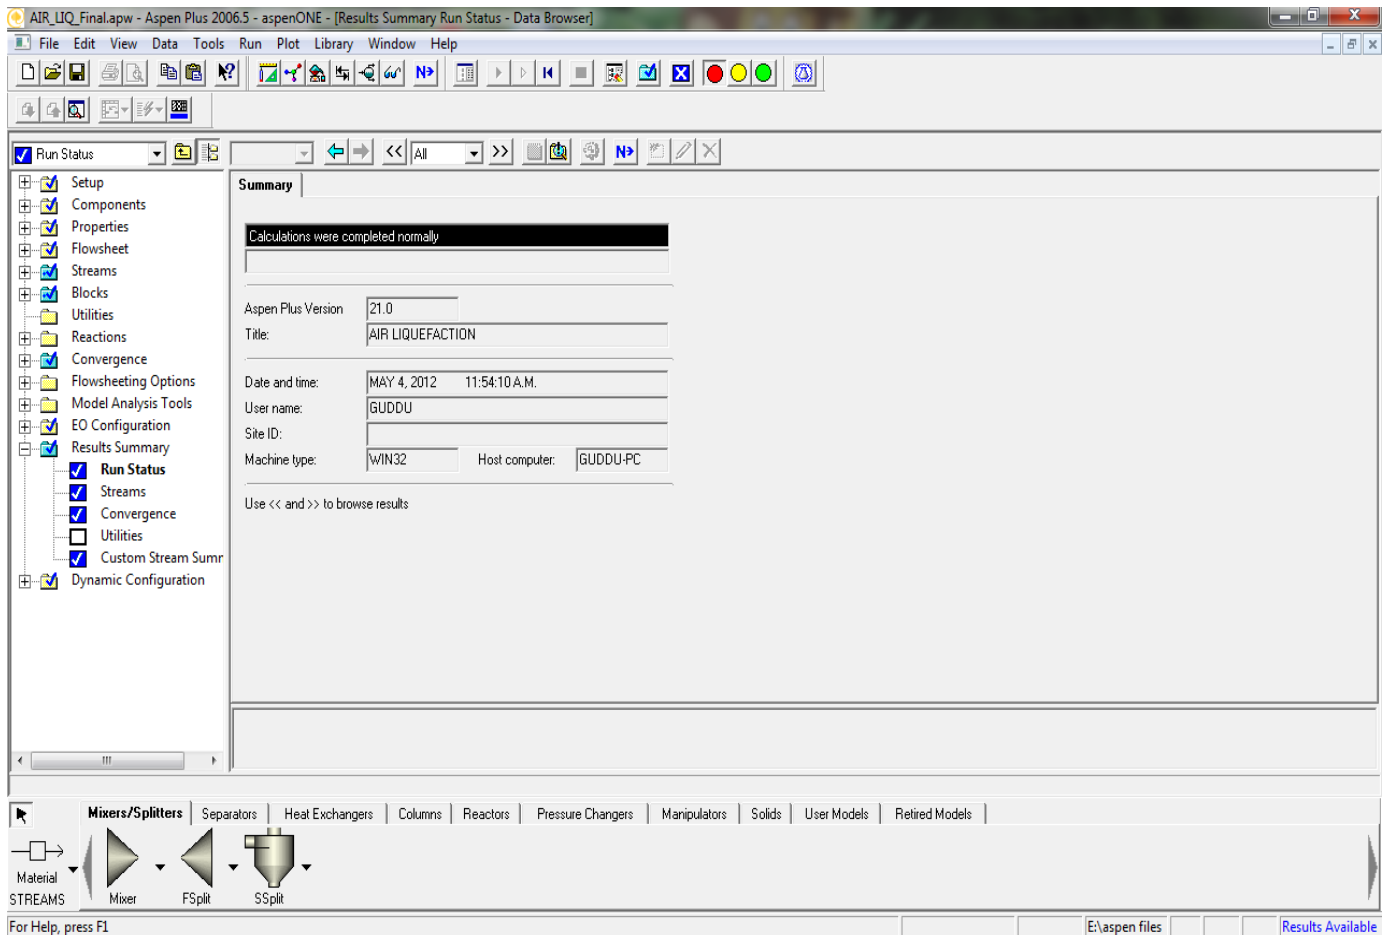 AIR_LIQ_Final.apw - Aspen Plus 2006.5 - aspenONE - [Results Summary Run Status - Data Browser]
File Edit View Data Tools Run Plot Library Window Help
N➔
Run Status
All
N➔
Setup
Components
Properties
Flowsheet
Streams
Blocks
Utilities
Reactions
Convergence
Flowsheeting Options
Model Analysis Tools
EO Configuration
Results Summary
Run Status
Streams
Convergence
Utilities
Custom Stream Summ
Dynamic Configuration
Summary
Calculations were completed normally
Aspen Plus Version 21.0
Title: AIR LIQUEFACTION
Date and time: MAY 4, 2012 11:54:10 A.M.
User name: GUDDU
Site ID:
Machine type: WIN32 Host computer: GUDDU-PC
Use << and >> to browse results
Mixers/Splitters Separators Heat Exchangers Columns Reactors Pressure Changers Manipulators Solids User Models Retired Models
Material
STREAMS Mixer FSplit SSplit
For Help, press F1 E:\aspen files Results Available